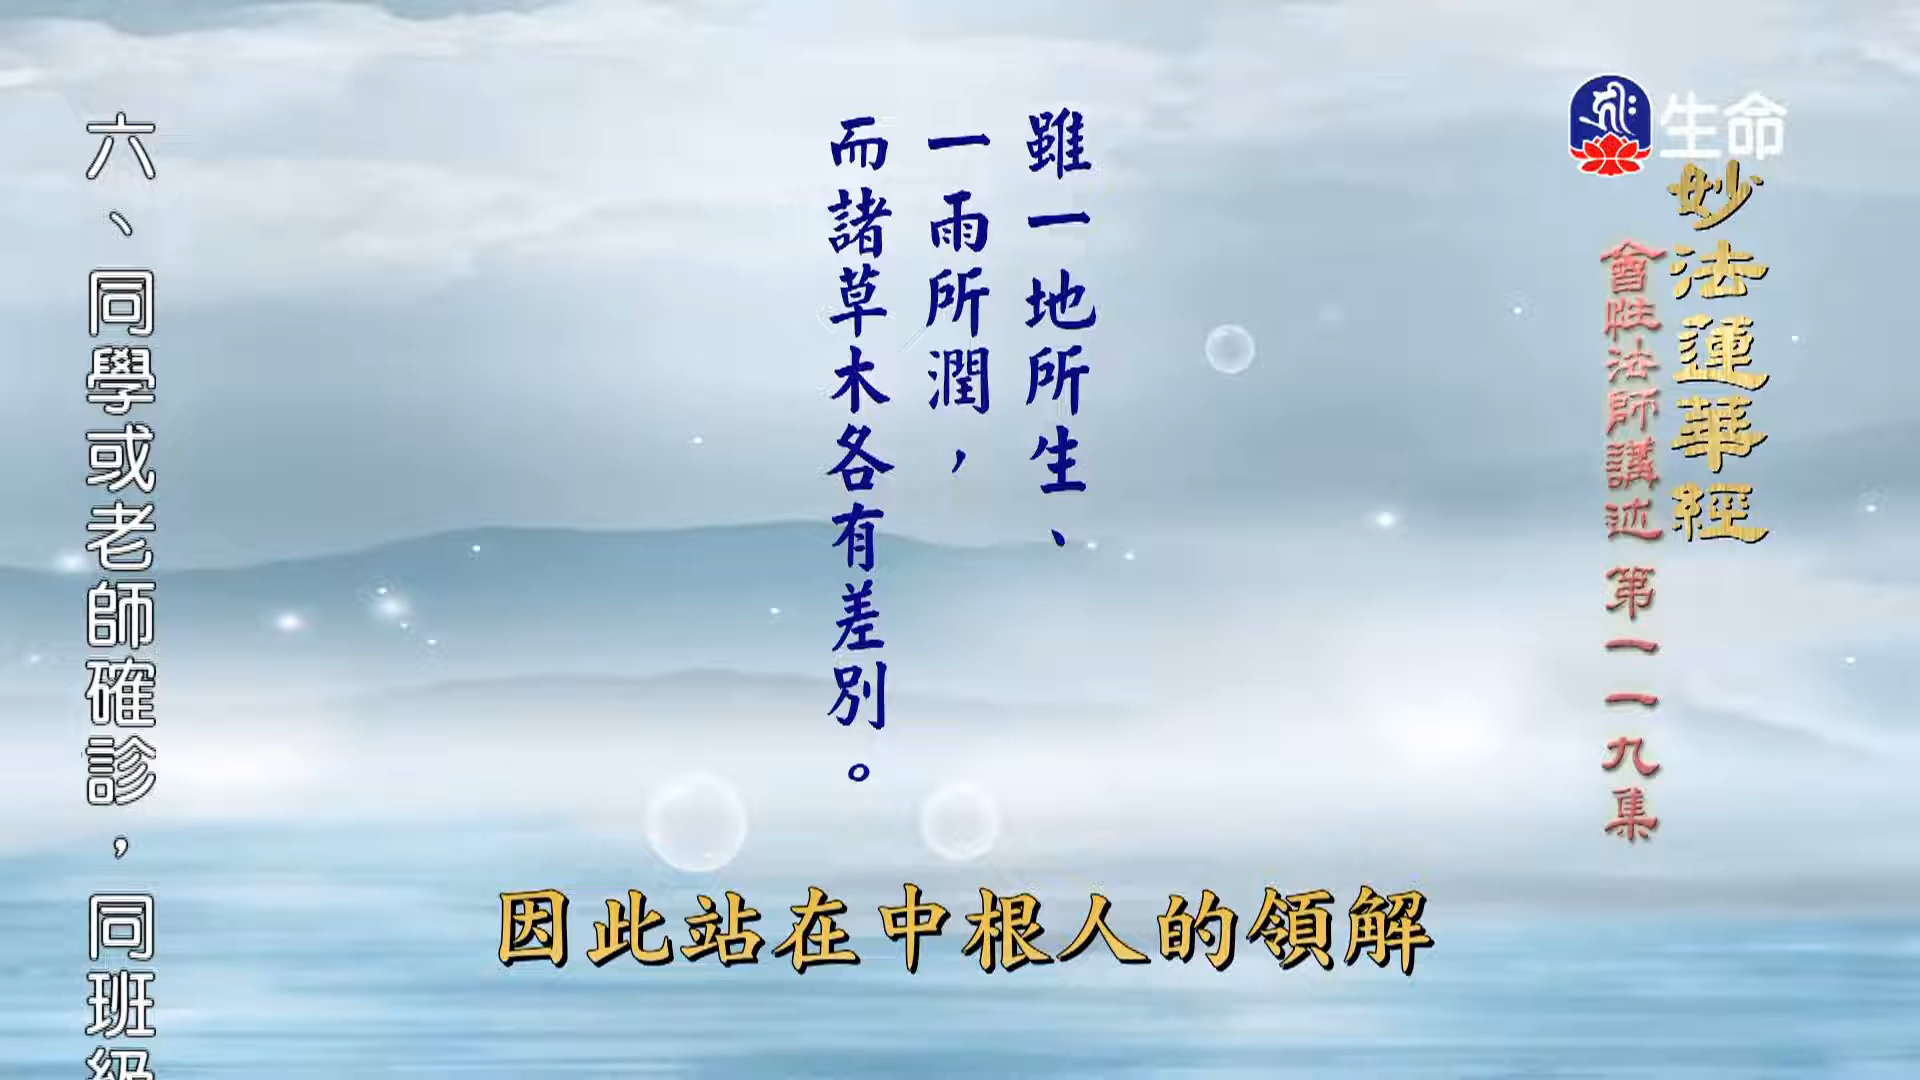 生命
妙法蓮華經
會性法師講述 第一一九集
雖一地所生、
一雨所潤，
而諸草木各有差別。
六、同學或老師確診，同班級
因此站在中根人的領解